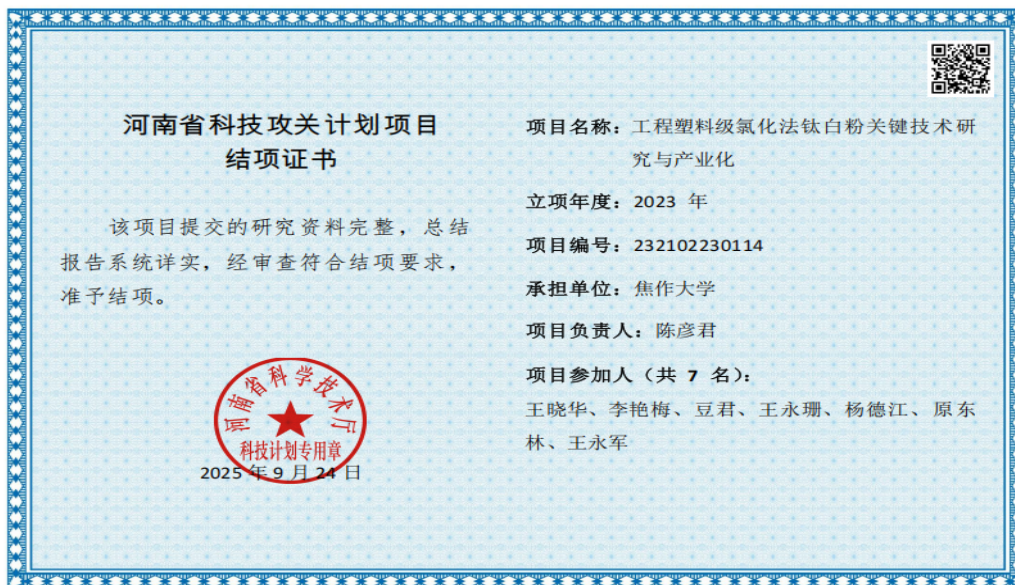 河南省科技攻关计划项目
结项证书
该项目提交的研究资料完整，总结
报告系统详实，经审查符合结项要求，
准予结项。
河南省科学技术厅
科技计划专用章
2025 年 9 月 24 日
项目名称：工程塑料级氯化法钛白粉关键技术研
究与产业化
立项年度：2023 年
项目编号：232102230114
承担单位：焦作大学
项目负责人：陈彦君
项目参加人（共 7 名）：
王晓华、李艳梅、豆君、王永珊、杨德江、原东
林、王永军